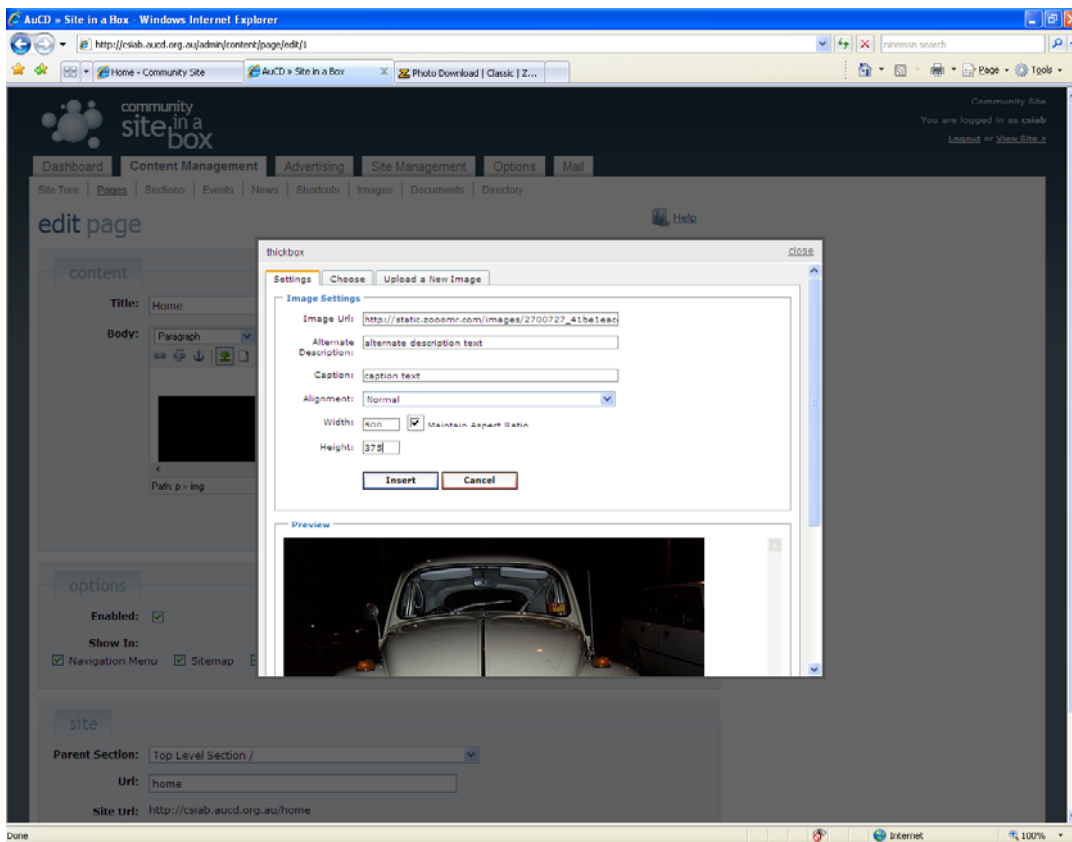 AuCD » Site in a Box - Windows Internet Explorer
http://csiab.aucd.org.au/admin/content/page/edit/1
ninemsn search
Home - Community Site
AuCD » Site in a Box
Photo Download | Classic | Z...
Page
Tools
community
site in a
box
Community Site
You are logged in as csiab
Logout or View Site »
Dashboard
Content Management
Advertising
Site Management
Options
Mail
Site Tree | Pages | Sections | Events | News | Shortcuts | Images | Documents | Directory
edit page
Help
thickbox
close
content
Settings
Choose
Upload a New Image
Image Settings
Title: Home
Image Url: http://static.zooomr.com/images/2700727_41be1eac
Body: Paragraph
Alternate Description: alternate description text
Caption: caption text
Alignment: Normal
Width: 500 Maintain Aspect Ratio
Height: 375
Insert
Cancel
Path: p » img
Preview
options
Enabled:
Show In:
Navigation Menu
Sitemap
site
Parent Section: Top Level Section /
Url: home
Site Url: http://csiab.aucd.org.au/home
Done
Internet
100%